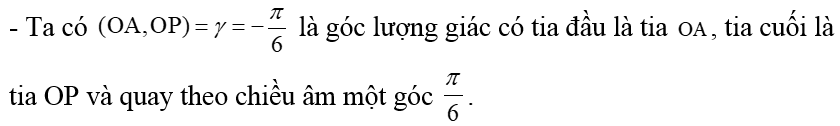 - Ta có (OA,OP) = γ = −π/6 là góc lượng giác có tia đầu là tia OA, tia cuối là
tia OP và quay theo chiều âm một góc π/6.